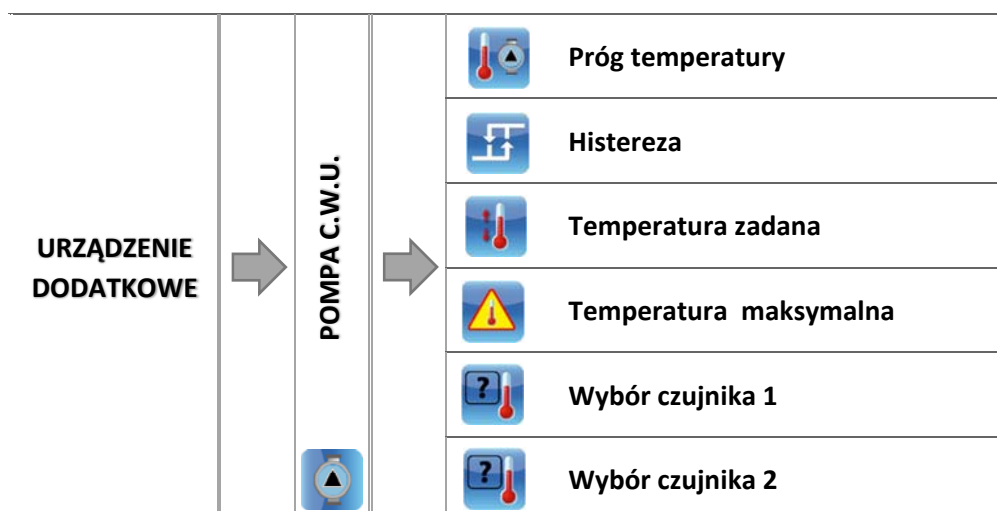 URZĄDZENIE
DODATKOWE
POMPA C.W.U.
Próg temperatury
Histereza
Temperatura zadana
Temperatura maksymalna
?
Wybór czujnika 1
?
Wybór czujnika 2